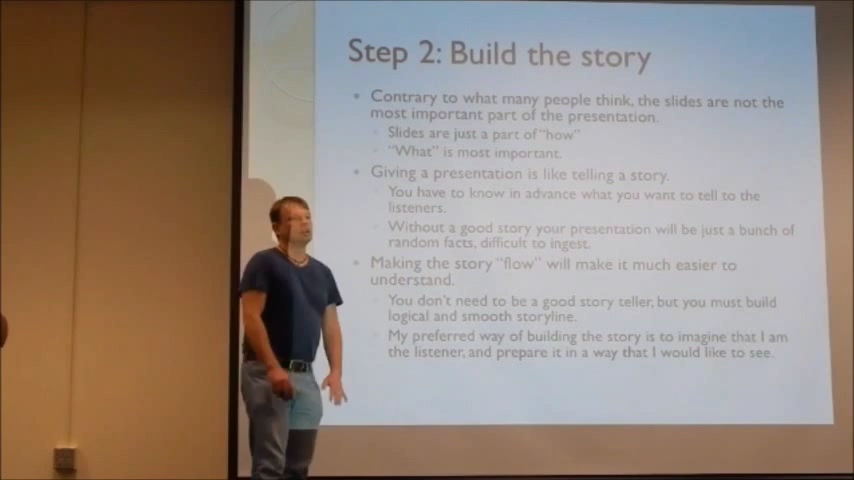 Step 2: Build the story
• Contrary to what many people think, the slides are not the
most important part of the presentation.
• Slides are just a part of "how"
• "What" is most important.
• Giving a presentation is like telling a story.
• You have to know in advance what you want to tell to the
listeners.
• Without a good story your presentation will be just a bunch of
random facts, difficult to ingest.
• Making the story "flow" will make it much easier to
understand.
• You don't need to be a good story teller, but you must build
logical and smooth storyline.
• My preferred way of building the story is to imagine that I am
the listener, and prepare it in a way that I would like to see.